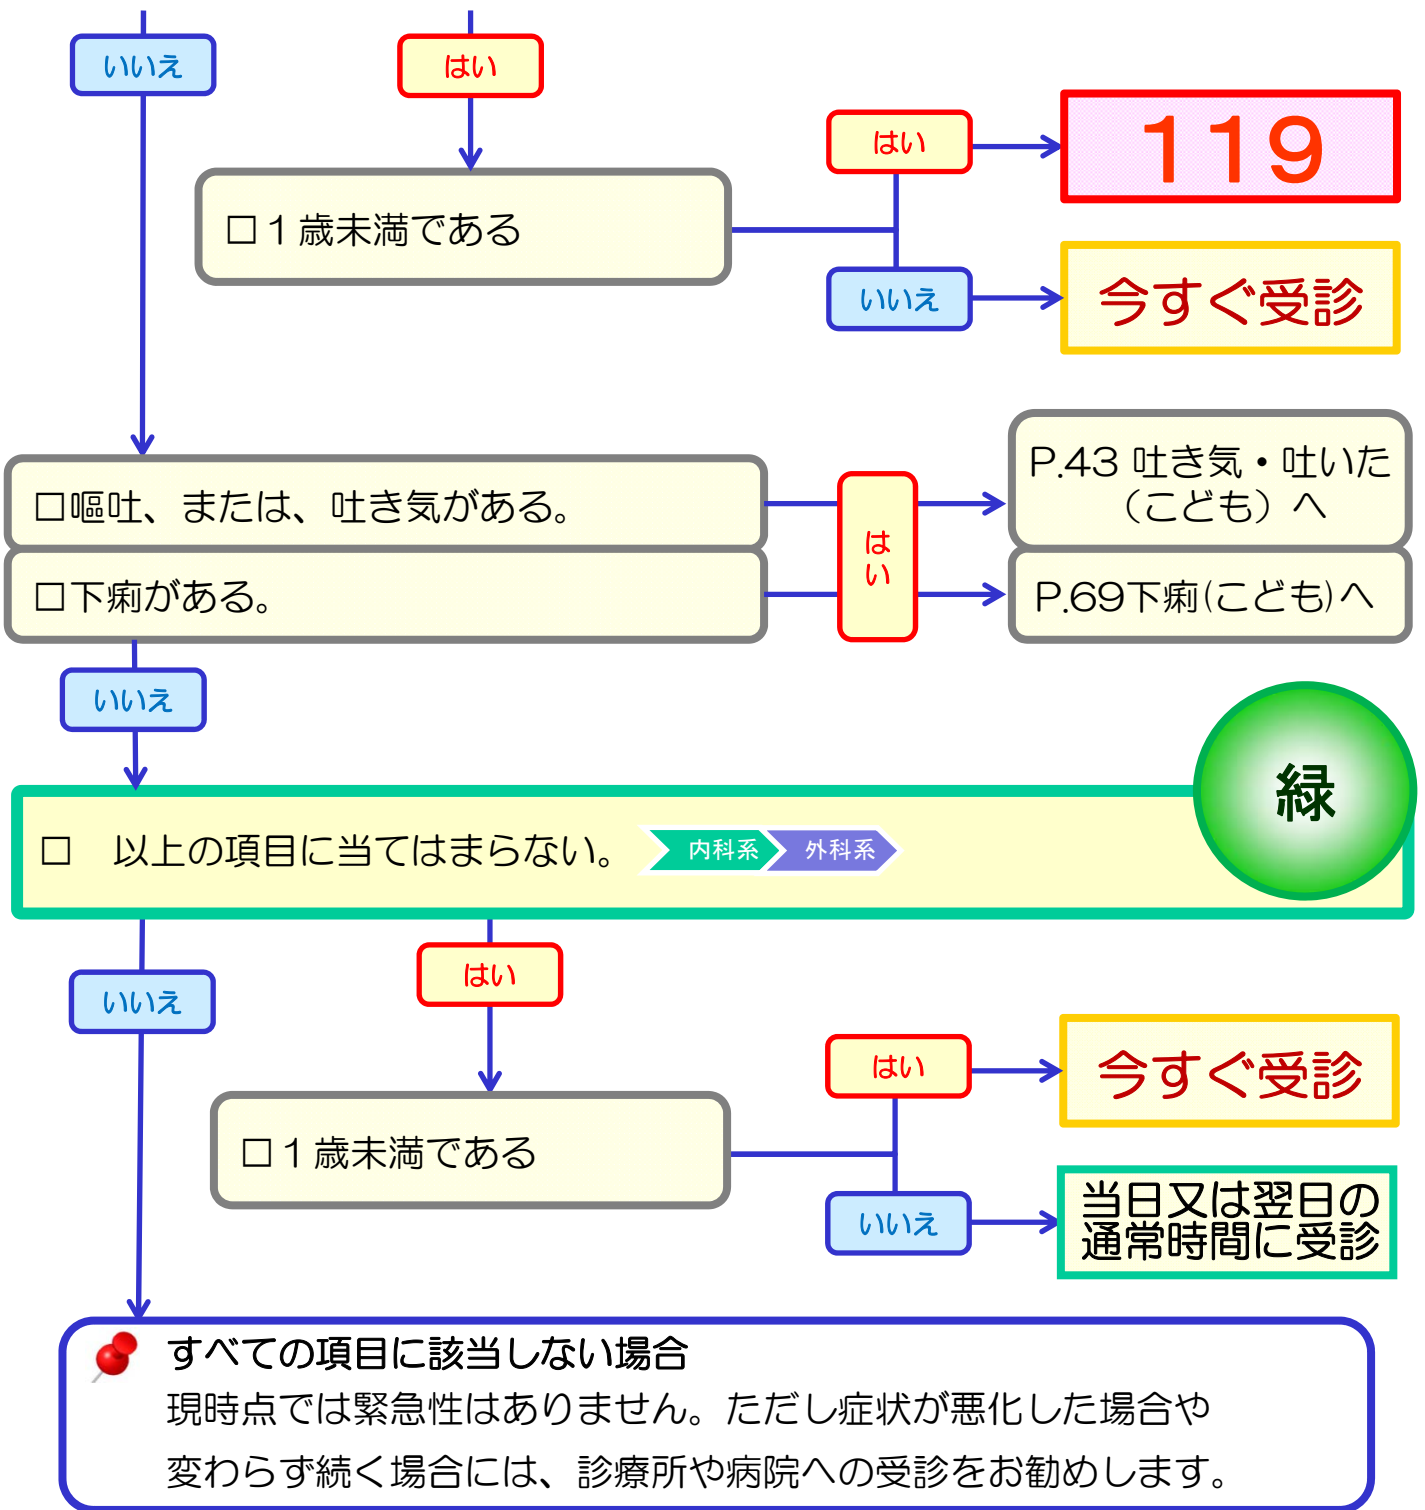 いいえ
はい
はい
119
□１歳未満である
いいえ
今すぐ受診
□嘔吐、または、吐き気がある。
はい
P.43 吐き気・吐いた
（こども）へ
□下痢がある。
P.69下痢(こども)へ
いいえ
緑
□　以上の項目に当てはまらない。
内科系
外科系
いいえ
はい
はい
今すぐ受診
□１歳未満である
いいえ
当日又は翌日の
通常時間に受診
すべての項目に該当しない場合
現時点では緊急性はありません。ただし症状が悪化した場合や
変わらず続く場合には、診療所や病院への受診をお勧めします。